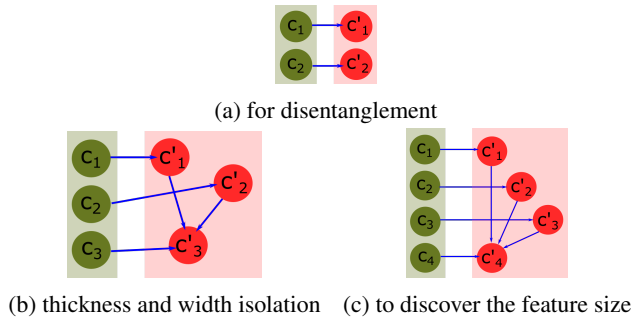 c₁ c'₁
c₂ c'₂
(a) for disentanglement
c₁ c'₁
c₂ c'₂
c₃ c'₃
c₁ c'₁
c₂ c'₂
c₃ c'₃
c₄ c'₄
(b) thickness and width isolation (c) to discover the feature size